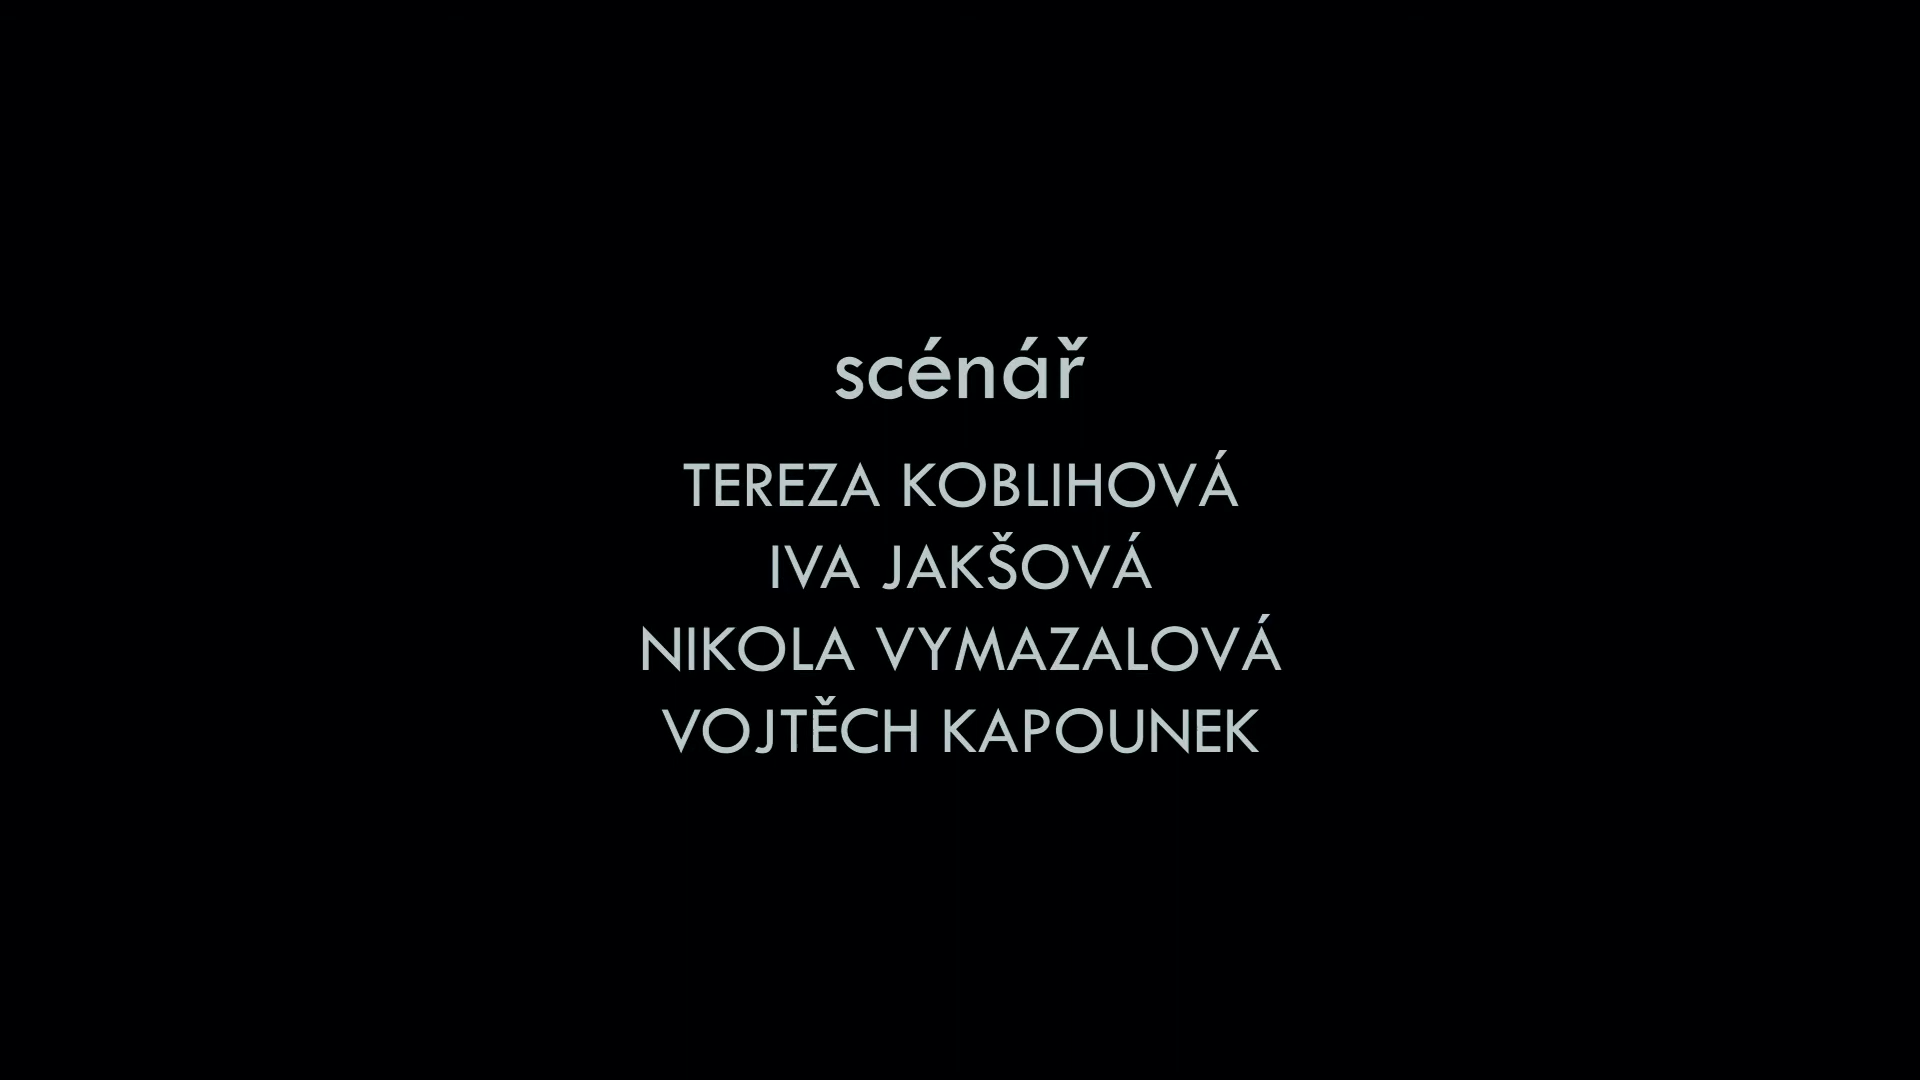 scénář
TEREZA KOBLIHOVÁ
IVA JAKŠOVÁ
NIKOLA VYMAZALOVÁ
VOJTĚCH KAPOUNEK